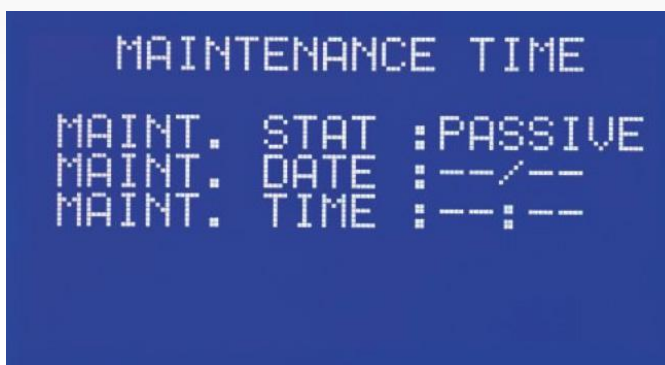 MAINTENANCE TIME
MAINT. STAT :PASSIVE
MAINT. DATE :--/--
MAINT. TIME :--:--